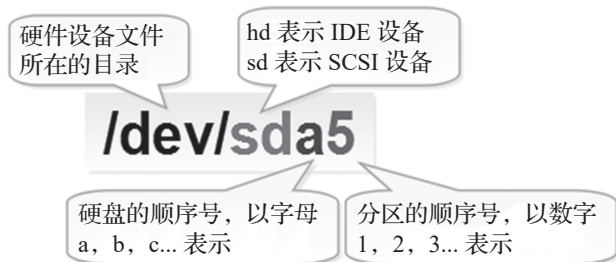 硬件设备文件
所在的目录
hd 表示 IDE 设备
sd 表示 SCSI 设备
/dev/sda5
硬盘的顺序号，以字母
a，b，c... 表示
分区的顺序号，以数字
1，2，3... 表示